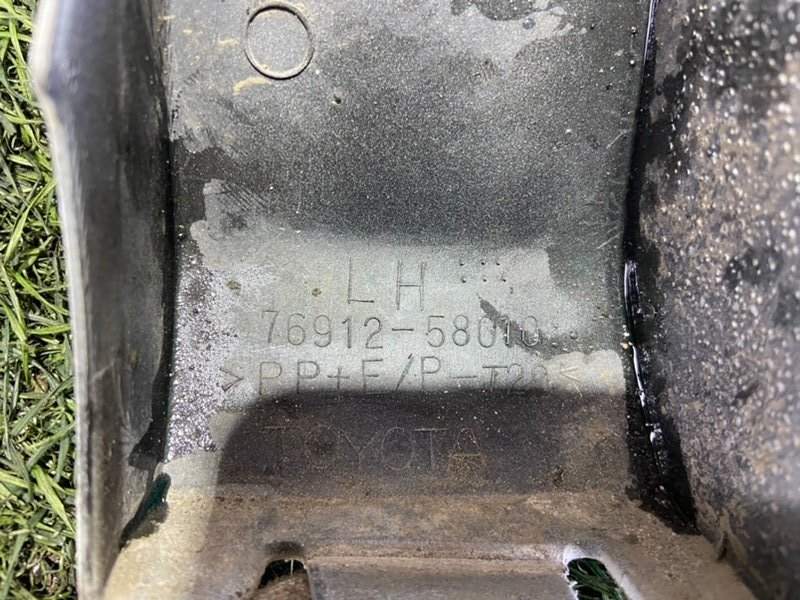 LH
76912-58010
>PP+E/P-T20<
TOYOTA